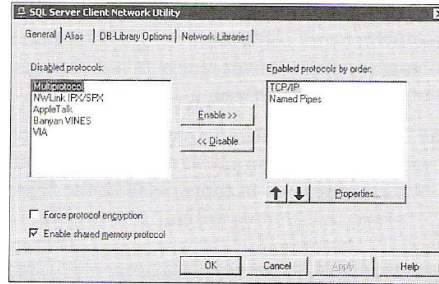 SQL Server Client Network Utility
General | Alias | DB-Library Options | Network Libraries
Disabled protocols:
Multiprotocol
NWLink IPX/SPX
AppleTalk
Banyan VINES
VIA
Enable >>
<< Disable
Enabled protocols by order:
TCP/IP
Named Pipes
Properties...
Force protocol encryption
Enable shared memory protocol
OK
Cancel
Apply
Help